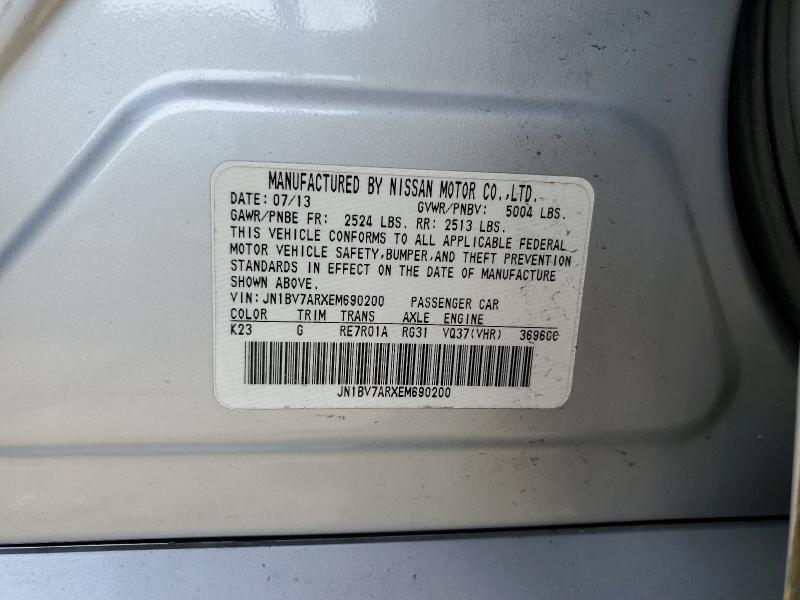 MANUFACTURED BY NISSAN MOTOR CO.,LTD.
DATE: 07/13 GVWR/PNBV: 5004 LBS.
GAWR/PNBE FR: 2524 LBS. RR: 2513 LBS.
THIS VEHICLE CONFORMS TO ALL APPLICABLE FEDERAL
MOTOR VEHICLE SAFETY,BUMPER,AND THEFT PREVENTION
STANDARDS IN EFFECT ON THE DATE OF MANUFACTURE
SHOWN ABOVE.
VIN:JN1BV7ARXEM690200 PASSENGER CAR
COLOR TRIM TRANS AXLE ENGINE
K23 G RE7R01A RG31 VQ37(VHR) 3696CC
JN1BV7ARXEM690200